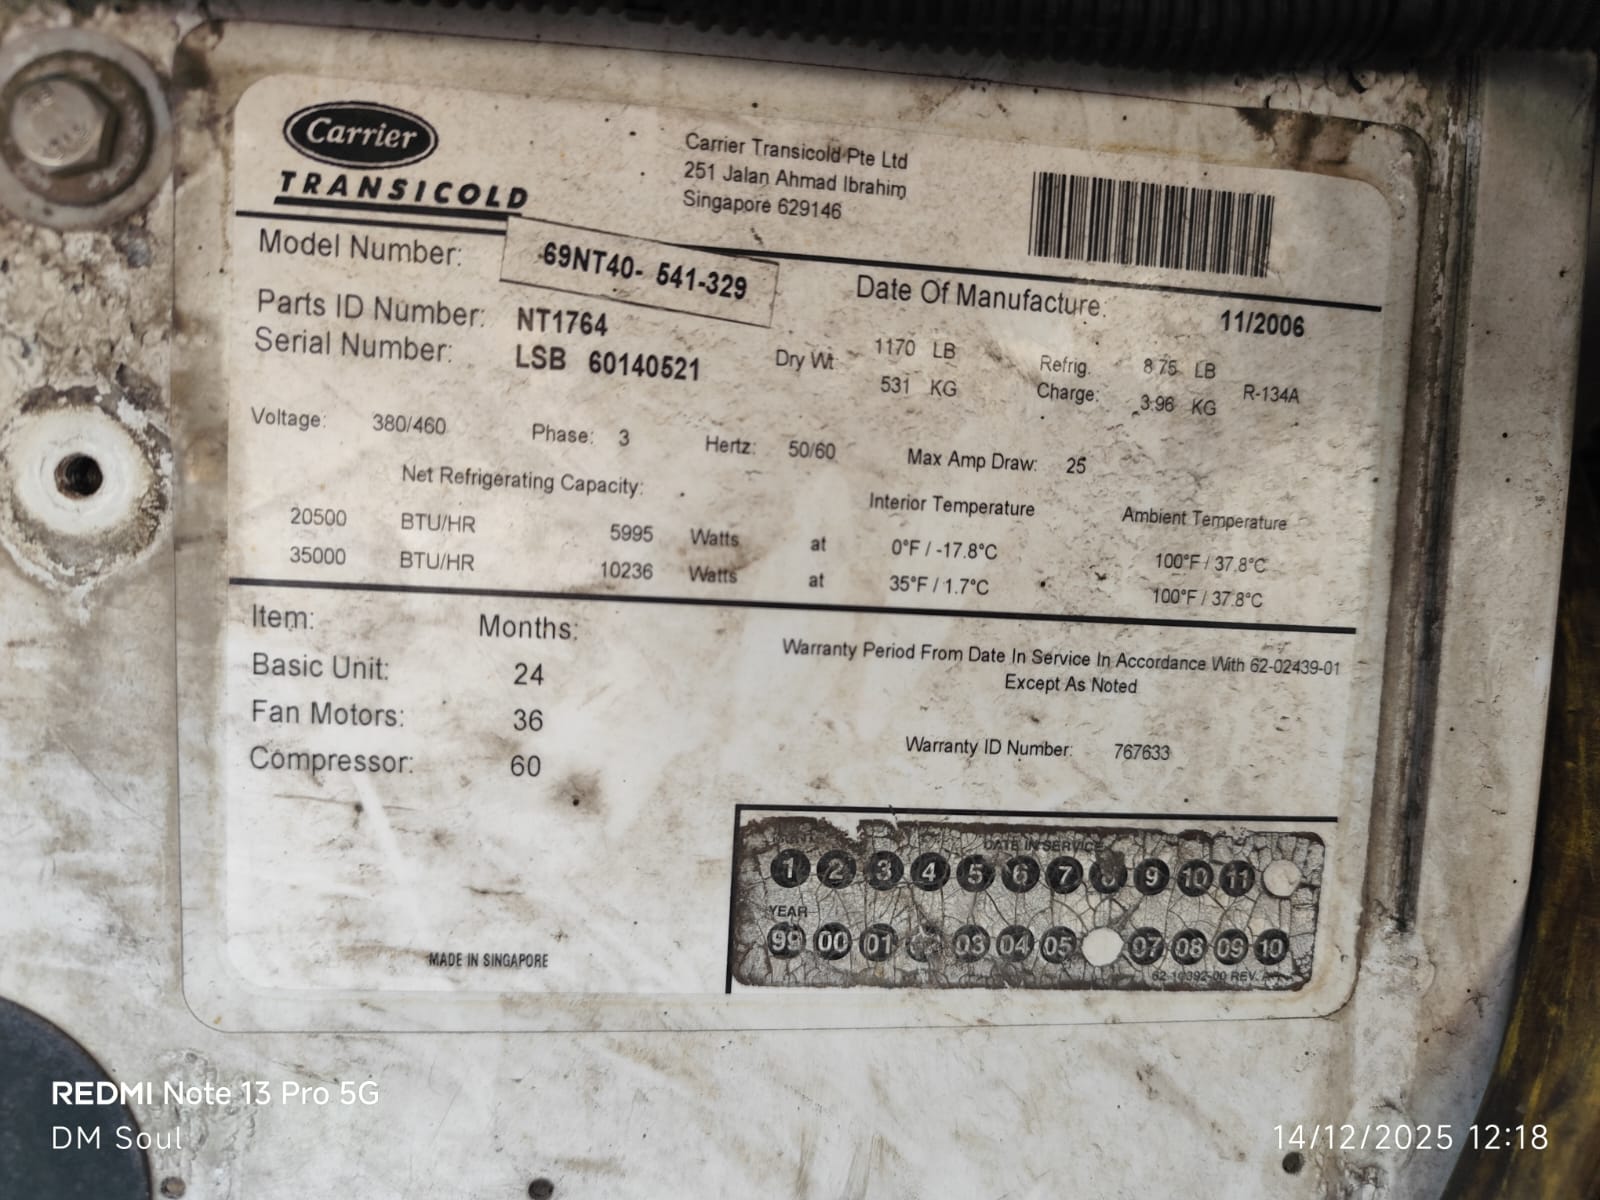 Carrier
TRANSICOLD
Carrier Transicold Pte Ltd
251 Jalan Ahmad Ibrahim
Singapore 629146
Model Number: 69NT40- 541-329
Date Of Manufacture: 11/2006
Parts ID Number: NT1764
Serial Number: LSB 60140521
Dry Wt 1170 LB
531 KG
Refrig. 8.75 LB
Charge: 3.96 KG R-134A
Voltage: 380/460 Phase: 3 Hertz: 50/60 Max Amp Draw: 25
Net Refrigerating Capacity: Interior Temperature Ambient Temperature
20500 BTU/HR 5995 Watts at 0°F / -17.8°C 100°F / 37.8°C
35000 BTU/HR 10236 Watts at 35°F / 1.7°C 100°F / 37.8°C
Item: Months:
Basic Unit: 24
Fan Motors: 36
Compressor: 60
Warranty Period From Date In Service In Accordance With 62-02439-01
Except As Noted
Warranty ID Number: 767633
DATE IN SERVICE
1 2 3 4 5 6 7 8 9 10 11
YEAR
99 00 01 03 04 05 07 08 09 10
MADE IN SINGAPORE
REDMI Note 13 Pro 5G
DM Soul
14/12/2025 12:18